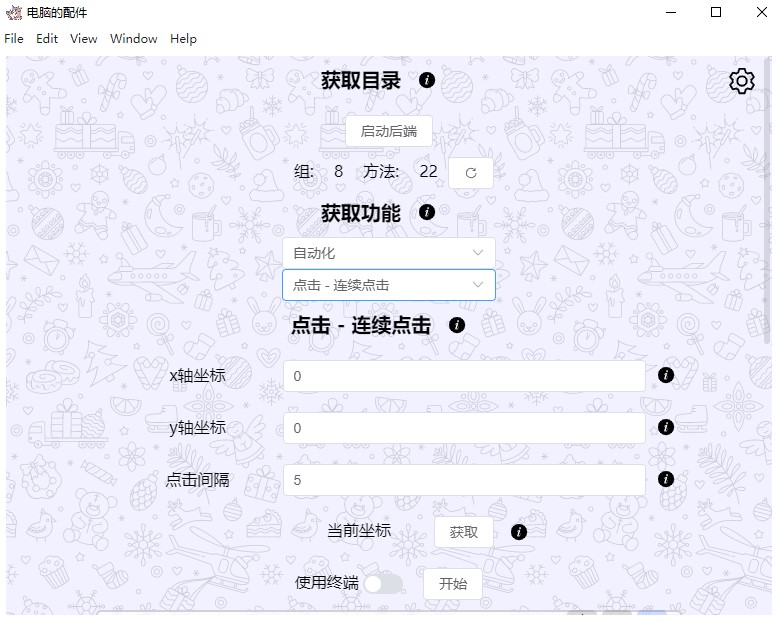 电脑的配件
File Edit View Window Help
获取目录
启动后端
组: 8 方法: 22
获取功能
自动化
点击 - 连续点击
点击 - 连续点击
x轴坐标 0
y轴坐标 0
点击间隔 5
当前坐标 获取
使用终端 开始